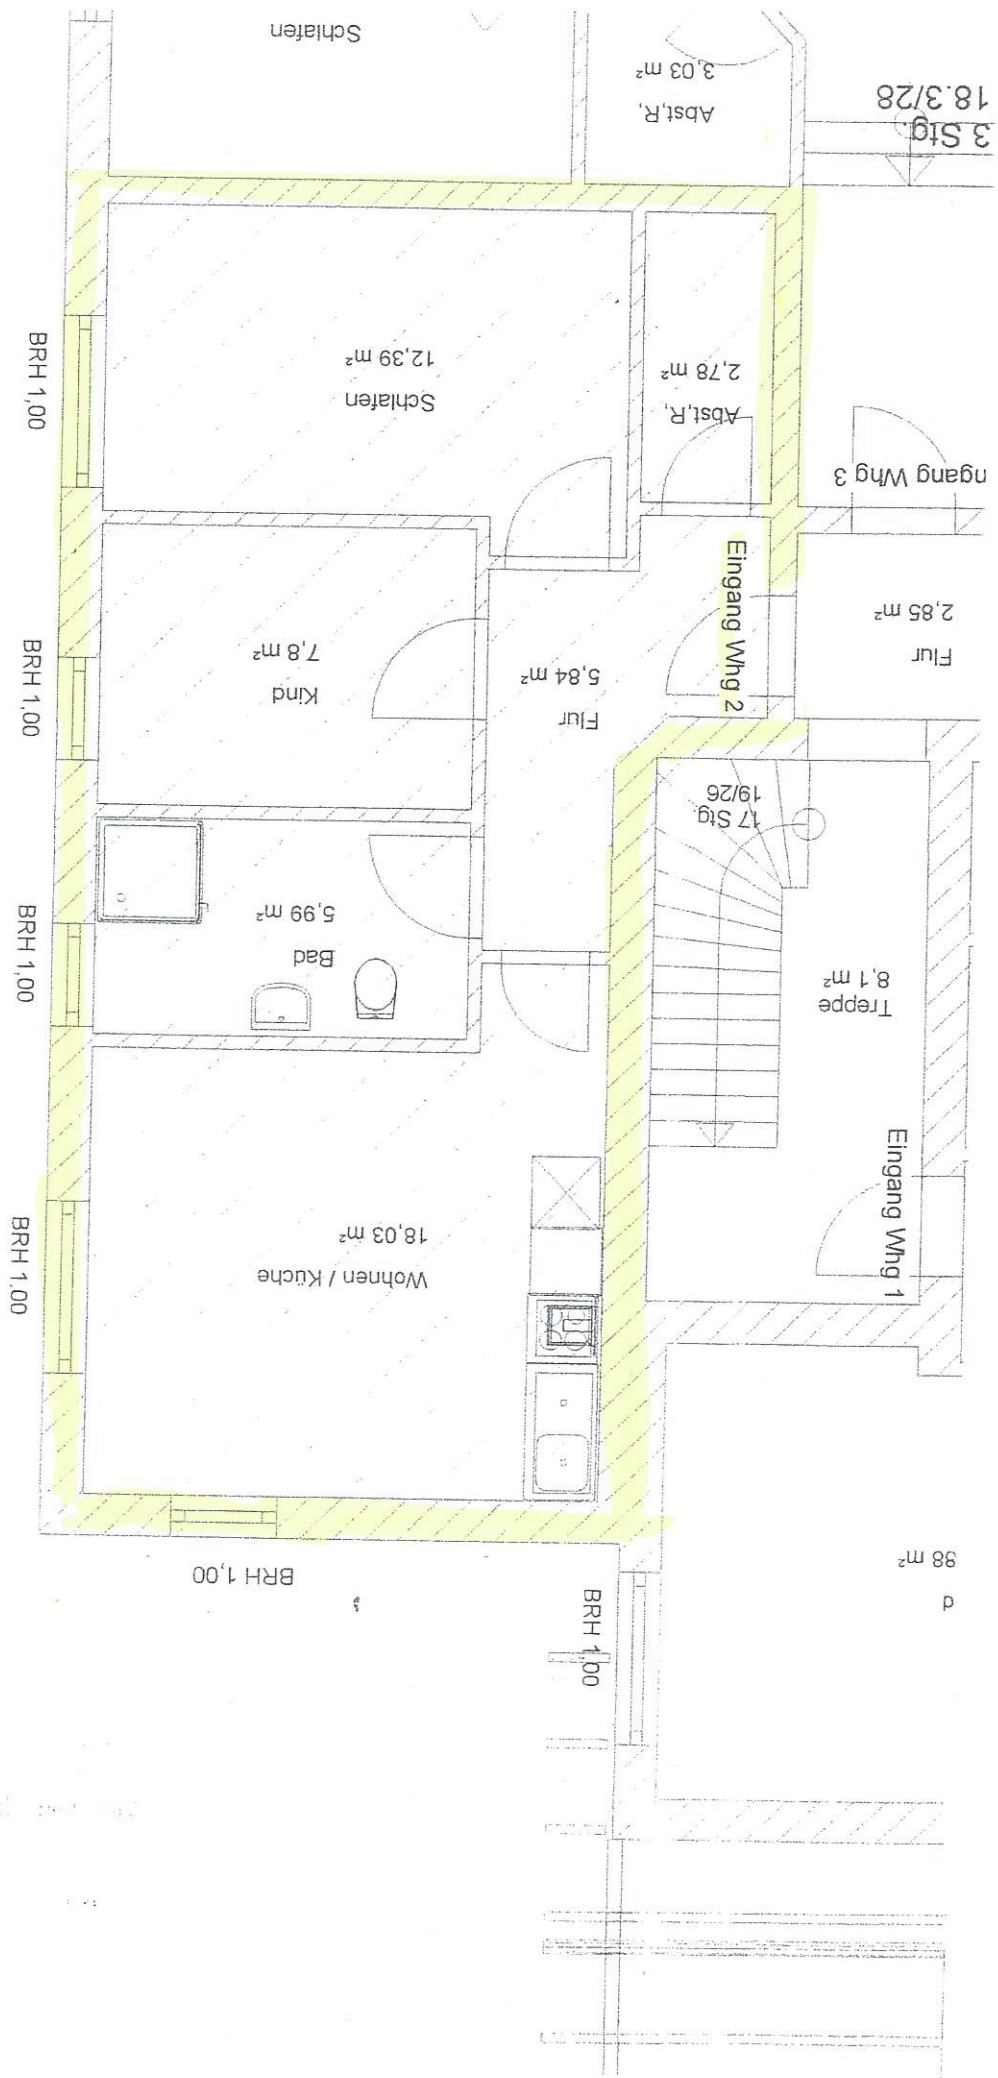 Schlafen
Abst,R,
3,03 m²
3 Stg.
18.3/28
BRH 1,00
Schlafen
12,39 m²
Abst,R,
2,78 m²
ngang Whg 3
Eingang Whg 2
Flur
2,85 m²
BRH 1,00
Kind
7,8 m²
Flur
5,84 m²
17 Stg.
19/26
BRH 1,00
Bad
5,99 m²
Treppe
8,1 m²
Eingang Whg 1
BRH 1,00
Wohnen / Küche
18,03 m²
BRH 1,00
BRH 1,00
d
88 m²